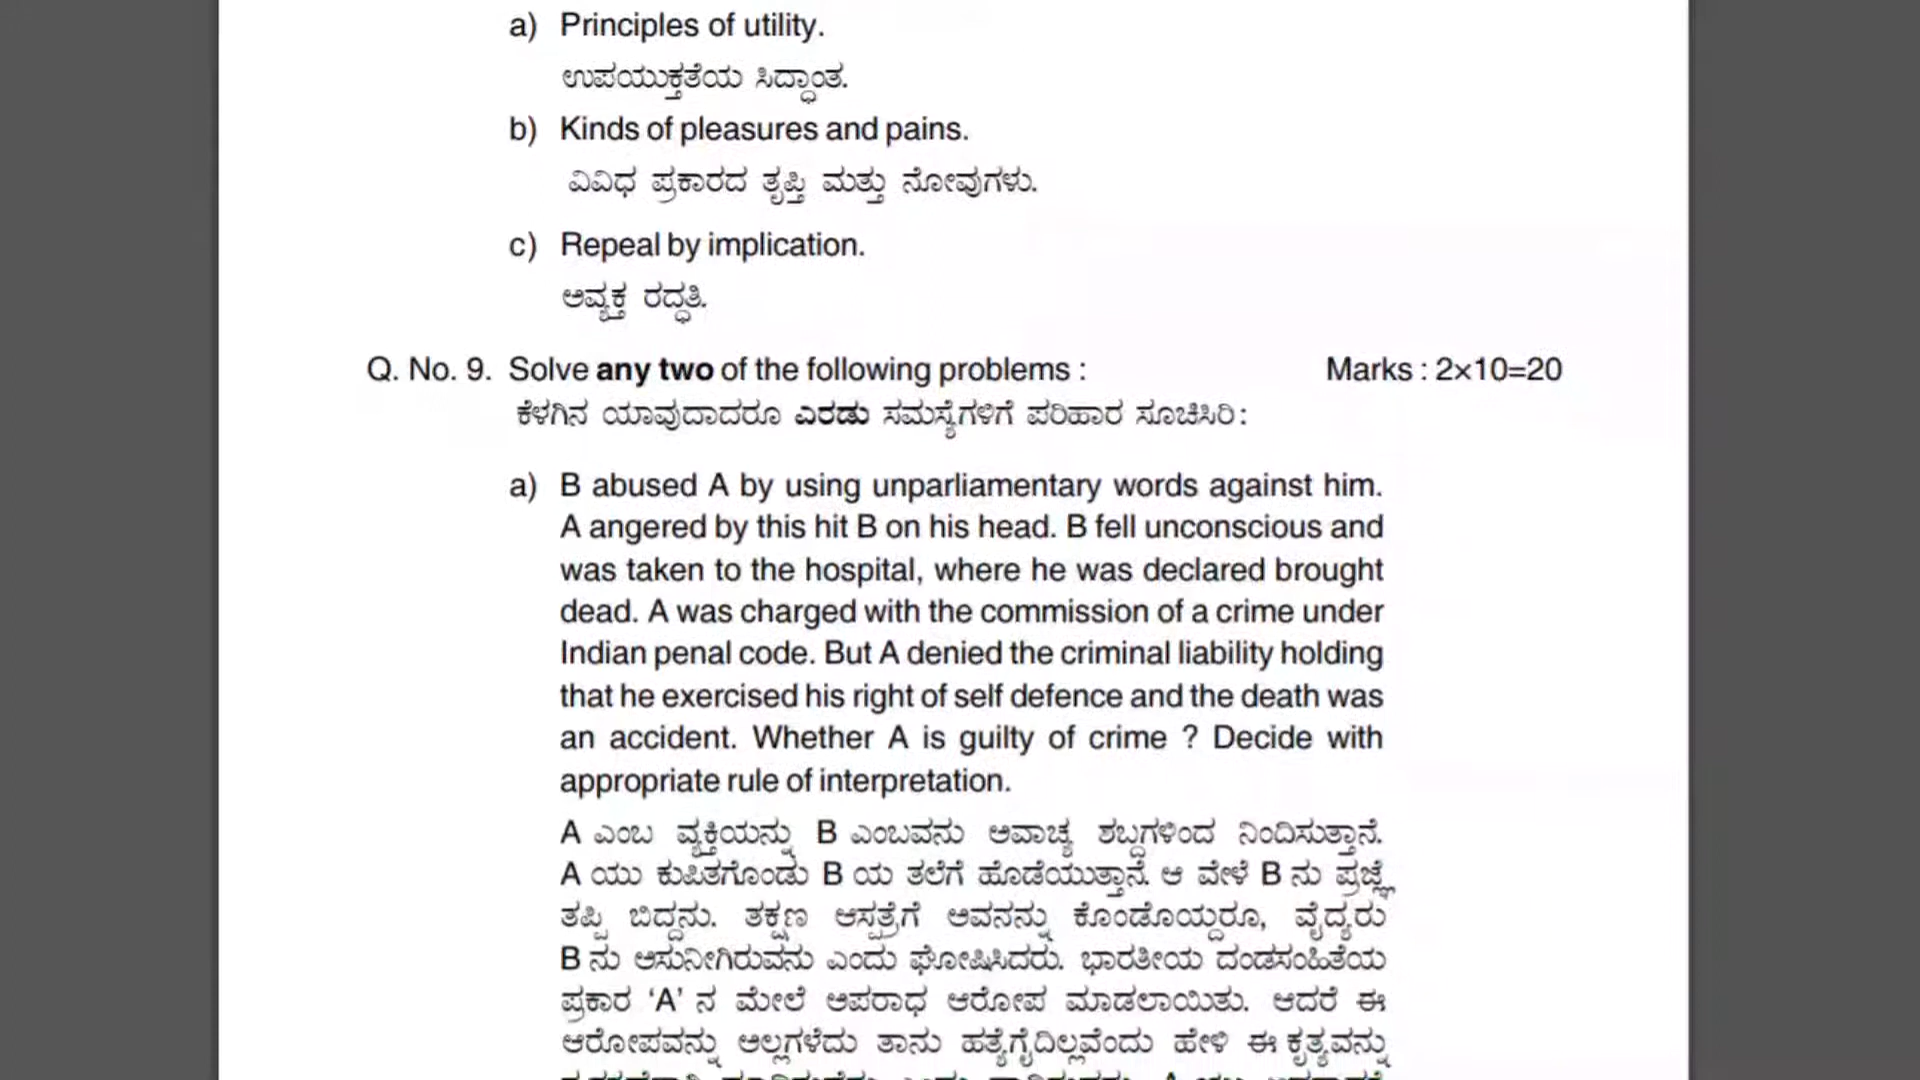 a) Principles of utility.
ಉಪಯುಕ್ತತೆಯ ಸಿದ್ಧಾಂತ.
b) Kinds of pleasures and pains.
ವಿವಿಧ ಪ್ರಕಾರದ ತೃಪ್ತಿ ಮತ್ತು ನೋವುಗಳು.
c) Repeal by implication.
ಅವ್ಯಕ್ತ ರದ್ಧತಿ.
Q. No. 9. Solve any two of the following problems : Marks : 2×10=20
ಕೆಳಗಿನ ಯಾವುದಾದರೂ ಎರಡು ಸಮಸ್ಯೆಗಳಿಗೆ ಪರಿಹಾರ ಸೂಚಿಸಿರಿ :
a) B abused A by using unparliamentary words against him.
A angered by this hit B on his head. B fell unconscious and
was taken to the hospital, where he was declared brought
dead. A was charged with the commission of a crime under
Indian penal code. But A denied the criminal liability holding
that he exercised his right of self defence and the death was
an accident. Whether A is guilty of crime ? Decide with
appropriate rule of interpretation.
A ಎಂಬ ವ್ಯಕ್ತಿಯನ್ನು B ಎಂಬವನು ಅವಾಚ್ಯ ಶಬ್ದಗಳಿಂದ ನಿಂದಿಸುತ್ತಾನೆ.
A ಯು ಕುಪಿತಗೊಂಡು B ಯ ತಲೆಗೆ ಹೊಡೆಯುತ್ತಾನೆ. ಆ ವೇಳೆ B ನು ಪ್ರಜ್ಞೆ
ತಪ್ಪಿ ಬಿದ್ದನು. ತಕ್ಷಣ ಆಸ್ಪತ್ರೆಗೆ ಅವನನ್ನು ಕೊಂಡೊಯ್ದರೂ, ವೈದ್ಯರು
B ನು ಅಸುನೀಗಿರುವನು ಎಂದು ಘೋಷಿಸಿದರು. ಭಾರತೀಯ ದಂಡಸಂಹಿತೆಯ
ಪ್ರಕಾರ ‘A’ ನ ಮೇಲೆ ಅಪರಾಧ ಆರೋಪ ಮಾಡಲಾಯಿತು. ಆದರೆ ಈ
ಆರೋಪವನ್ನು ಅಲ್ಲಗಳೆದು ತಾನು ಹತ್ಯೆಗೈದಿಲ್ಲವೆಂದು ಹೇಳಿ ಈ ಕೃತ್ಯವನ್ನು